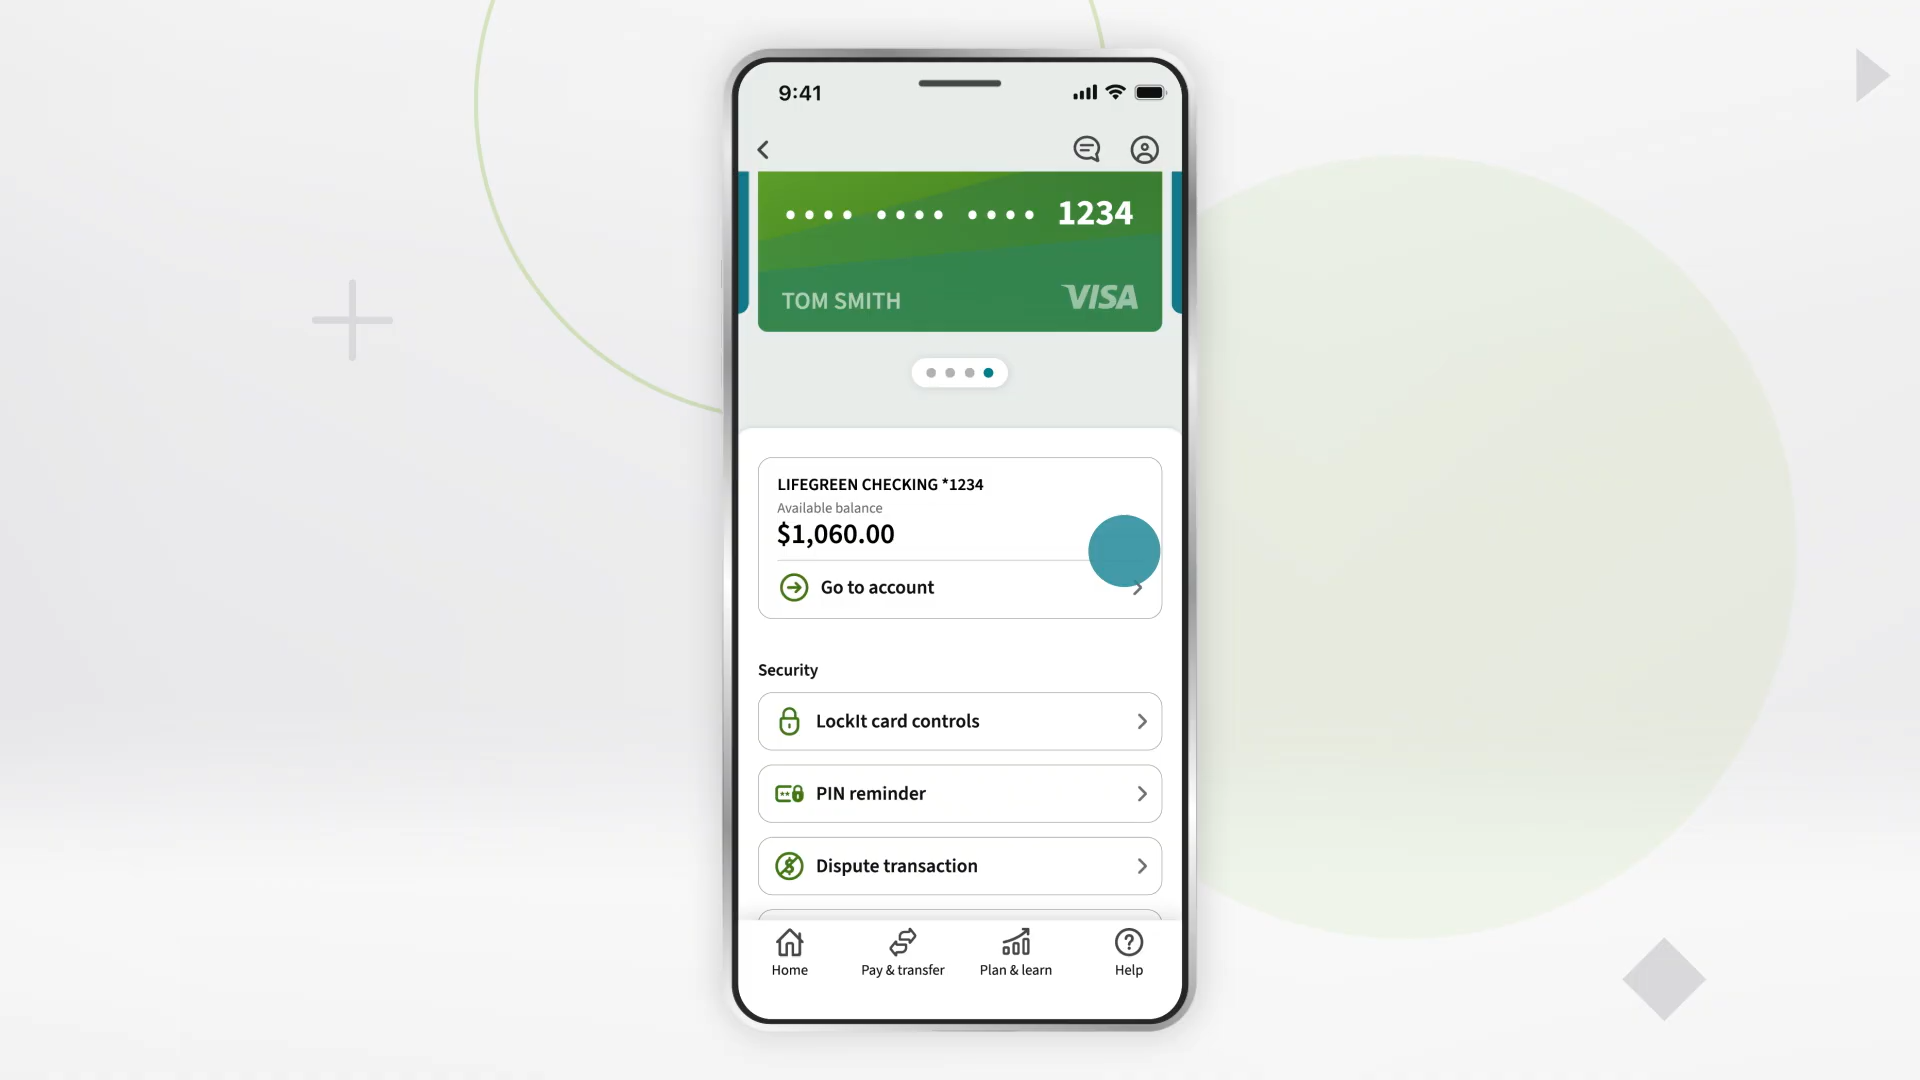 9:41
•••• •••• •••• 1234
TOM SMITH
VISA
LIFEGREEN CHECKING *1234
Available balance
$1,060.00
Go to account
Security
LockIt card controls
PIN reminder
Dispute transaction
Home
Pay & transfer
Plan & learn
Help